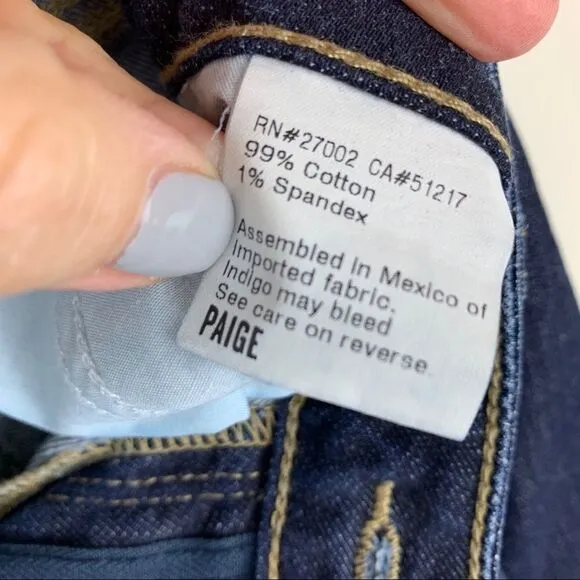 RN#27002 CA#51217
99% Cotton
1% Spandex
Assembled in Mexico of
Imported fabric.
Indigo may bleed
See care on reverse.
PAIGE